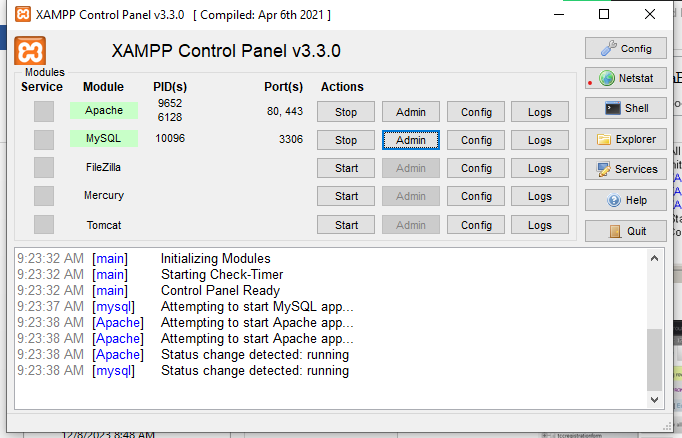 XAMPP Control Panel v3.3.0 [ Compiled: Apr 6th 2021 ]
XAMPP Control Panel v3.3.0
Config
Modules
Service Module PID(s) Port(s) Actions
Netstat
Apache 9652 6128 80, 443 Stop Admin Config Logs
Shell
MySQL 10096 3306 Stop Admin Config Logs
Explorer
FileZilla Start Admin Config Logs
Services
Mercury Start Admin Config Logs
Help
Tomcat Start Admin Config Logs
Quit
9:23:32 AM [main] Initializing Modules
9:23:32 AM [main] Starting Check-Timer
9:23:32 AM [main] Control Panel Ready
9:23:37 AM [mysql] Attempting to start MySQL app...
9:23:38 AM [Apache] Attempting to start Apache app...
9:23:38 AM [Apache] Attempting to start Apache app...
9:23:38 AM [Apache] Status change detected: running
9:23:38 AM [mysql] Status change detected: running
12/8/2023 8:48 AM